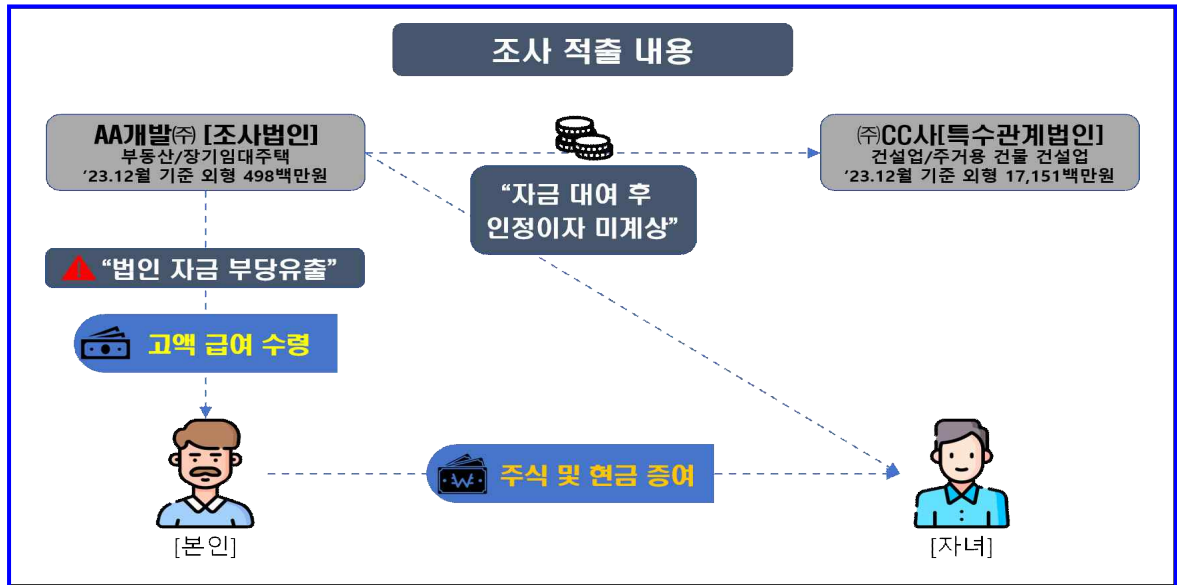 조사 적출 내용
AA개발㈜ [조사법인]
부동산/장기임대주택
'23.12월 기준 외형 498백만원
㈜CC사[특수관계법인]
건설업/주거용 건물 건설업
'23.12월 기준 외형 17,151백만원
“자금 대여 후
인정이자 미계상”
“법인 자금 부당유출”
고액 급여 수령
주식 및 현금 증여
[본인]
[자녀]